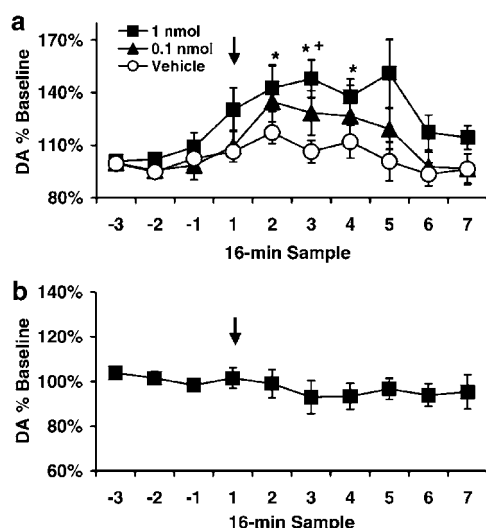 a
1 nmol
0.1 nmol
Vehicle
* *+ *
170%
140%
110%
80%
DA % Baseline
-3 -2 -1 1 2 3 4 5 6 7
16-min Sample
b
140%
120%
100%
80%
60%
DA % Baseline
-3 -2 -1 1 2 3 4 5 6 7
16-min Sample